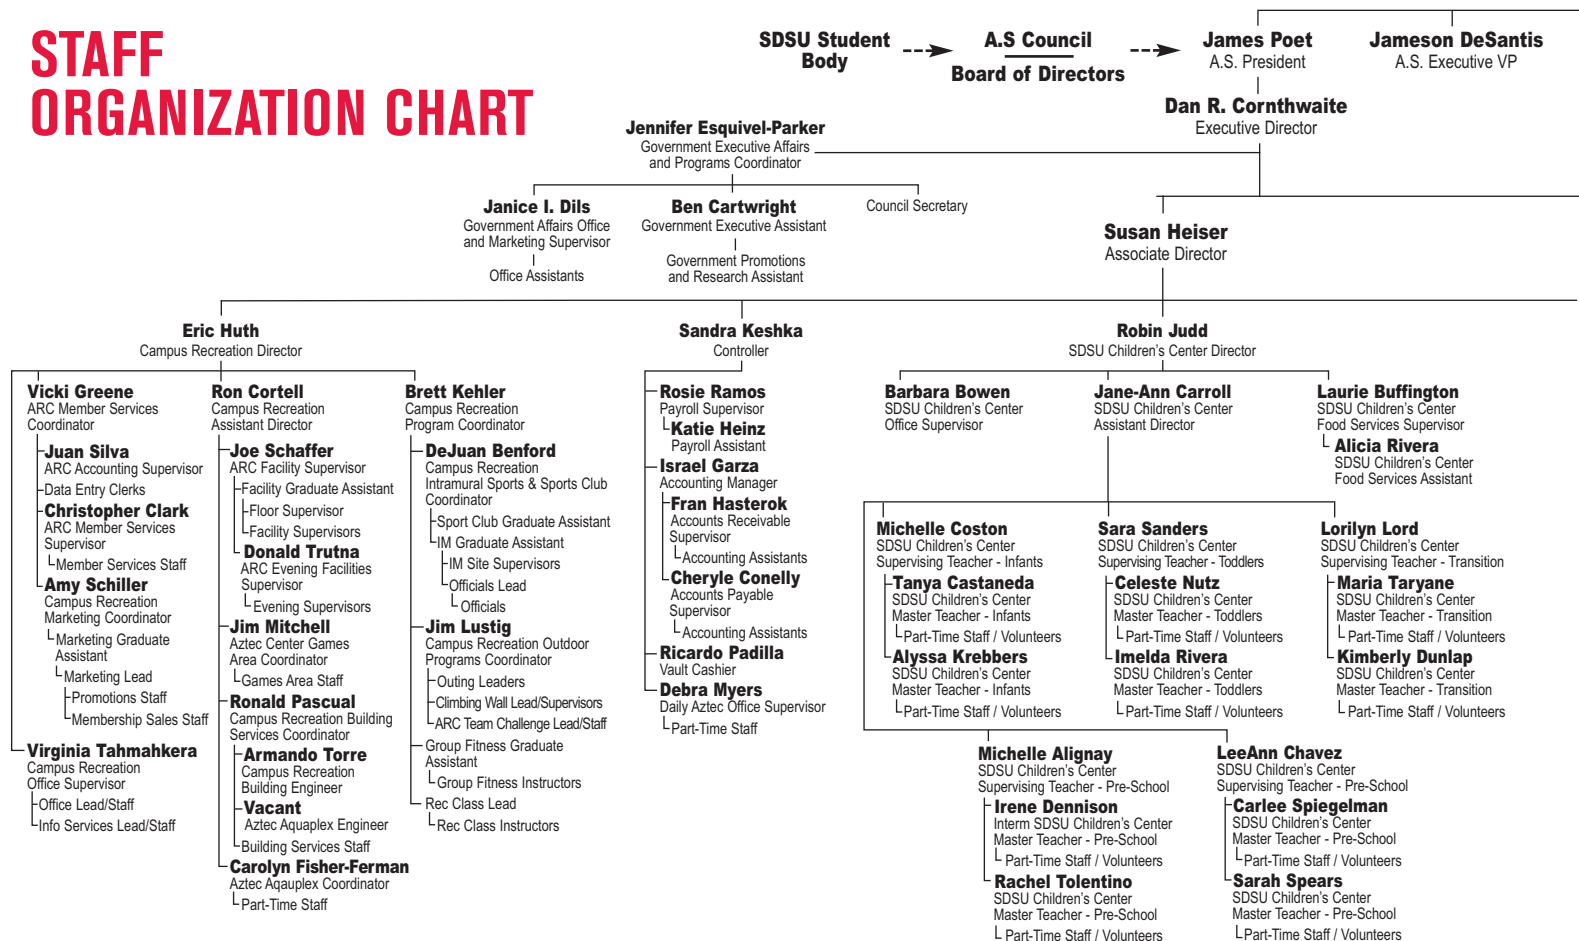 STAFF
ORGANIZATION CHART
SDSU Student
Body
A.S Council
Board of Directors
James Poet
A.S. President
Jameson DeSantis
A.S. Executive VP
Dan R. Cornthwaite
Executive Director
Jennifer Esquivel-Parker
Government Executive Affairs
and Programs Coordinator
Janice I. Dils
Government Affairs Office
and Marketing Supervisor
Office Assistants
Ben Cartwright
Government Executive Assistant
Government Promotions
and Research Assistant
Council Secretary
Susan Heiser
Associate Director
Eric Huth
Campus Recreation Director
Vicki Greene
ARC Member Services
Coordinator
Juan Silva
ARC Accounting Supervisor
Data Entry Clerks
Christopher Clark
ARC Member Services
Supervisor
Member Services Staff
Amy Schiller
Campus Recreation
Marketing Coordinator
Marketing Graduate
Assistant
Marketing Lead
Promotions Staff
Membership Sales Staff
Virginia Tahmahkera
Campus Recreation
Office Supervisor
Office Lead/Staff
Info Services Lead/Staff
Ron Cortell
Campus Recreation
Assistant Director
Joe Schaffer
ARC Facility Supervisor
Facility Graduate Assistant
Floor Supervisor
Facility Supervisors
Donald Trutna
ARC Evening Facilities
Supervisor
Evening Supervisors
Jim Mitchell
Aztec Center Games
Area Coordinator
Games Area Staff
Ronald Pascual
Campus Recreation Building
Services Coordinator
Armando Torre
Campus Recreation
Building Engineer
Vacant
Aztec Aquaplex Engineer
Building Services Staff
Carolyn Fisher-Ferman
Aztec Aqauplex Coordinator
Part-Time Staff
Brett Kehler
Campus Recreation
Program Coordinator
DeJuan Benford
Campus Recreation
Intramural Sports & Sports Club
Coordinator
Sport Club Graduate Assistant
IM Graduate Assistant
IM Site Supervisors
Officials Lead
Officials
Jim Lustig
Campus Recreation Outdoor
Programs Coordinator
Outing Leaders
Climbing Wall Lead/Supervisors
ARC Team Challenge Lead/Staff
Group Fitness Graduate
Assistant
Group Fitness Instructors
Rec Class Lead
Rec Class Instructors
Sandra Keshka
Controller
Rosie Ramos
Payroll Supervisor
Katie Heinz
Payroll Assistant
Israel Garza
Accounting Manager
Fran Hasterok
Accounts Receivable
Supervisor
Accounting Assistants
Cheryle Conelly
Accounts Payable
Supervisor
Accounting Assistants
Ricardo Padilla
Vault Cashier
Debra Myers
Daily Aztec Office Supervisor
Part-Time Staff
Robin Judd
SDSU Children's Center Director
Barbara Bowen
SDSU Children's Center
Office Supervisor
Jane-Ann Carroll
SDSU Children's Center
Assistant Director
Laurie Buffington
SDSU Children's Center
Food Services Supervisor
Alicia Rivera
SDSU Children's Center
Food Services Assistant
Michelle Coston
SDSU Children's Center
Supervising Teacher - Infants
Tanya Castaneda
SDSU Children's Center
Master Teacher - Infants
Part-Time Staff / Volunteers
Alyssa Krebbers
SDSU Children's Center
Master Teacher - Infants
Part-Time Staff / Volunteers
Sara Sanders
SDSU Children's Center
Supervising Teacher - Toddlers
Celeste Nutz
SDSU Children's Center
Master Teacher - Toddlers
Part-Time Staff / Volunteers
Imelda Rivera
SDSU Children's Center
Master Teacher - Toddlers
Part-Time Staff / Volunteers
Lorilyn Lord
SDSU Children's Center
Supervising Teacher - Transition
Maria Taryane
SDSU Children's Center
Master Teacher - Transition
Part-Time Staff / Volunteers
Kimberly Dunlap
SDSU Children's Center
Master Teacher - Transition
Part-Time Staff / Volunteers
Michelle Alignay
SDSU Children's Center
Supervising Teacher - Pre-School
Irene Dennison
Interm SDSU Children's Center
Master Teacher - Pre-School
Part-Time Staff / Volunteers
Rachel Tolentino
SDSU Children's Center
Master Teacher - Pre-School
Part-Time Staff / Volunteers
LeeAnn Chavez
SDSU Children's Center
Supervising Teacher - Pre-School
Carlee Spiegelman
SDSU Children's Center
Master Teacher - Pre-School
Part-Time Staff / Volunteers
Sarah Spears
SDSU Children's Center
Master Teacher - Pre-School
Part-Time Staff / Volunteers